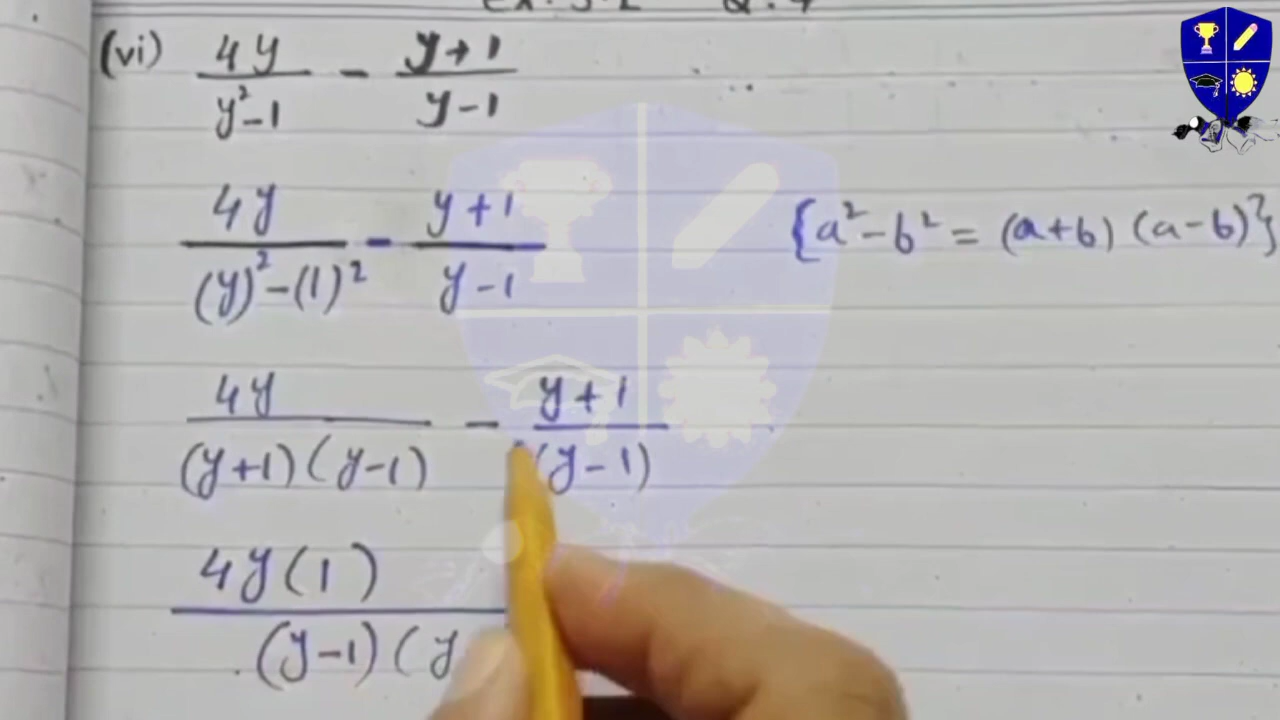 (vi) 4y/y²-1 - y+1/y-1
4y/(y)²-(1)² - y+1/y-1 {a²-b² = (a+b) (a-b)}
4y/(y+1)(y-1) - y+1/(y-1)
4y(1)/(y-1)(y